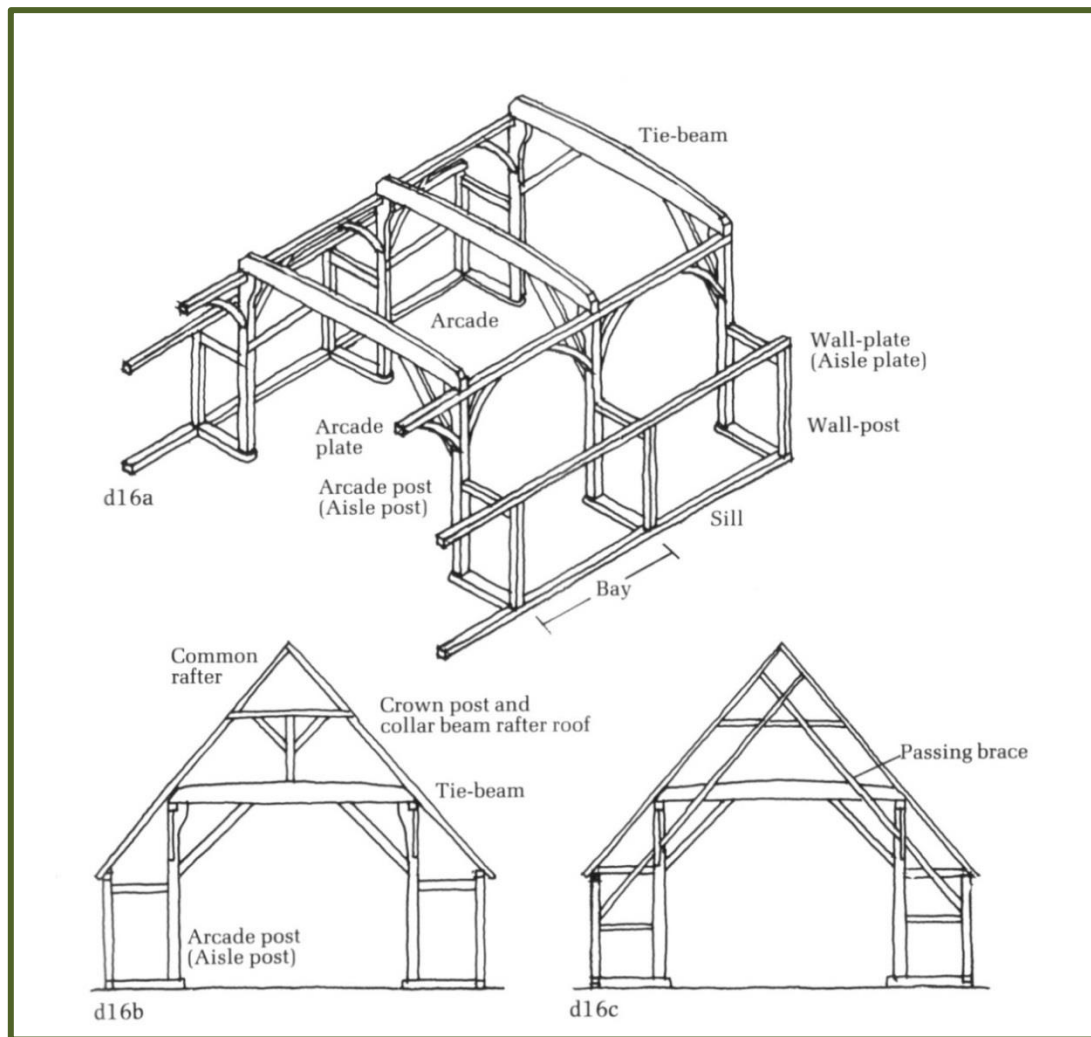 Tie-beam
Arcade
Wall-plate
(Aisle plate)
Arcade
plate
Wall-post
Arcade post
(Aisle post)
d16a
Sill
Bay
Common
rafter
Crown post and
collar beam rafter roof
Passing brace
Tie-beam
Arcade post
(Aisle post)
d16b
d16c